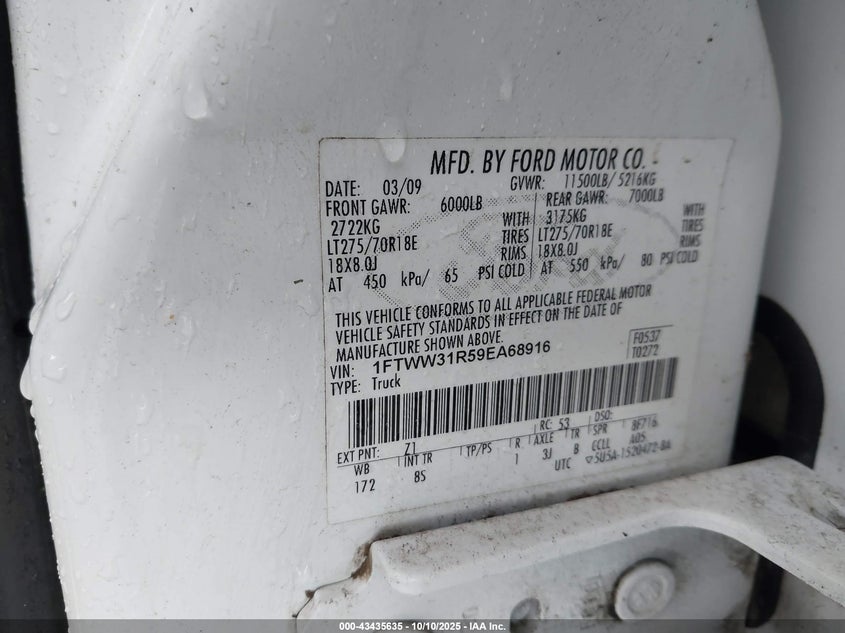 MFD. BY FORD MOTOR CO.
DATE: 03/09 GVWR: 11500LB/ 5216KG
FRONT GAWR: 6000LB REAR GAWR: 7000LB
2722KG WITH 3175KG WITH
LT275/70R18E TIRES LT275/70R18E TIRES
18X8.0J RIMS 18X8.0J RIMS
AT 450 kPa/ 65 PSI COLD AT 550 kPa/ 80 PSI COLD
THIS VEHICLE CONFORMS TO ALL APPLICABLE FEDERAL MOTOR
VEHICLE SAFETY STANDARDS IN EFFECT ON THE DATE OF
MANUFACTURE SHOWN ABOVE.
VIN: 1FTWW31R59EA68916 F0537
TYPE: Truck T0272
EXT PNT: Z1 RC: 53 DSO:
WB INT TR TP/PS R AXLE TR SPR 8F716
172 8S 1 3J B CCLL A05
UTC ▽5U5A-1520472-BA
000-43435635 - 10/10/2025 - IAA Inc.